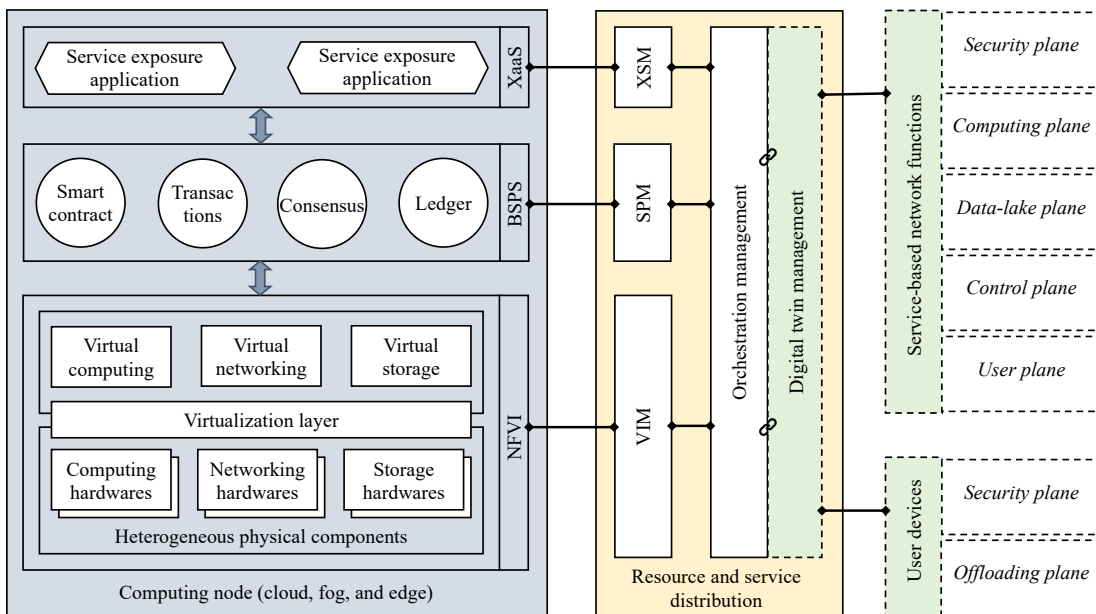 Service exposure
application
Service exposure
application
XaaS
Smart
contract
Transac
tions
Consensus
Ledger
BSPS
Virtual
computing
Virtual
networking
Virtual
storage
Virtualization layer
Computing
hardwares
Networking
hardwares
Storage
hardwares
Heterogeneous physical components
NFVI
Computing node (cloud, fog, and edge)
XSM
SPM
VIM
Orchestration management
Digital twin management
Resource and service
distribution
Service-based network functions
Security plane
Computing plane
Data-lake plane
Control plane
User plane
User devices
Security plane
Offloading plane